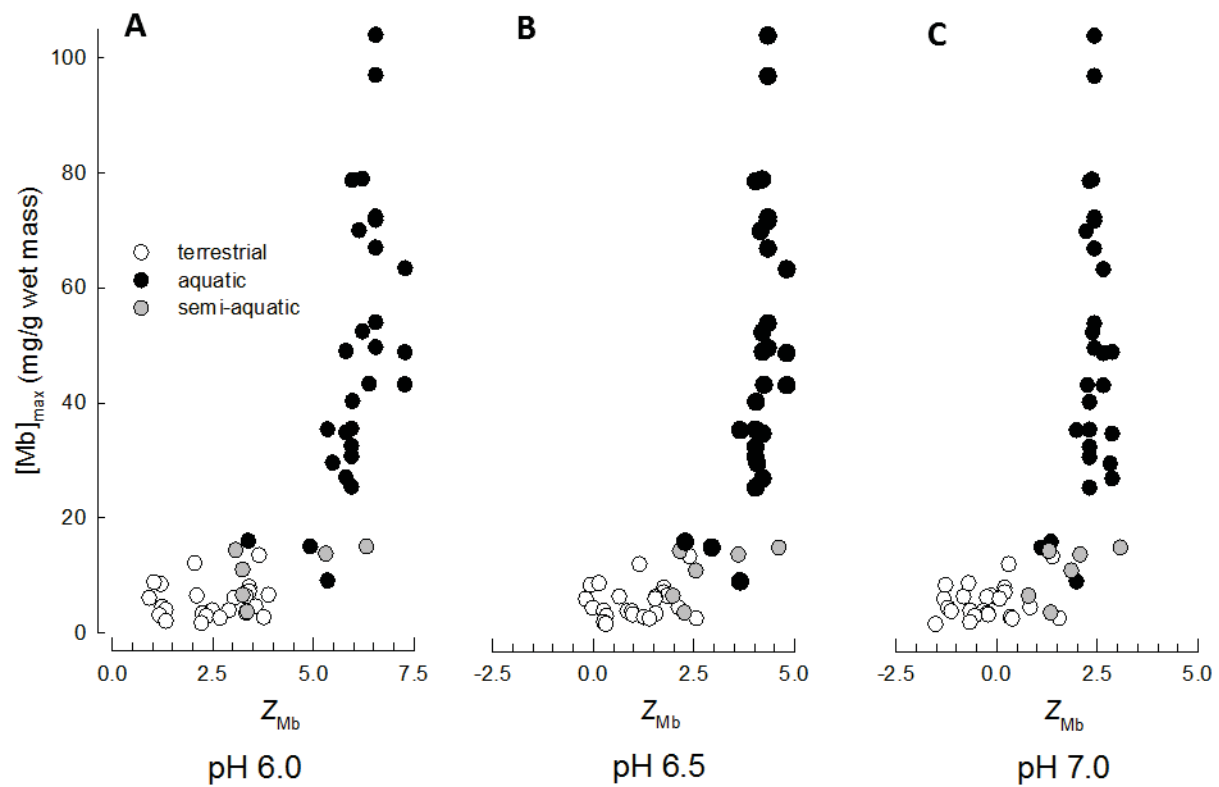 A B C
[Mb]max (mg/g wet mass)
100
80
60
40
20
0
terrestrial
aquatic
semi-aquatic
0.0 2.5 5.0 7.5 -2.5 0.0 2.5 5.0 -2.5 0.0 2.5 5.0
ZMb ZMb ZMb
pH 6.0 pH 6.5 pH 7.0